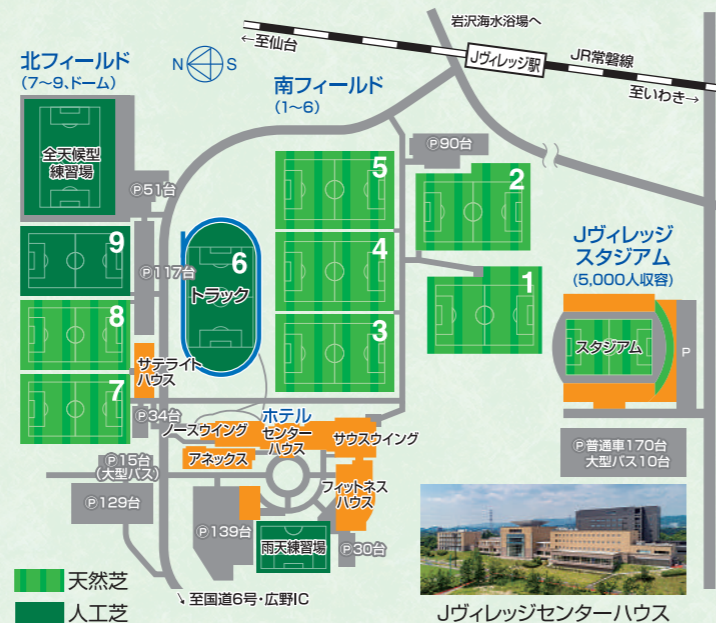 岩沢海水浴場へ
←至仙台
Jヴィレッジ駅
JR常磐線
至いわき→
北フィールド
(7〜9、ドーム)
N S
南フィールド
(1〜6)
全天候型
練習場
Ⓟ51台
Ⓟ90台
5
2
9
Ⓟ117台
6
トラック
4
1
Jヴィレッジ
スタジアム
(5,000人収容)
8
3
スタジアム
P
サテライト
ハウス
7
Ⓟ34台
ホテル
ノースウイング
センター
ハウス
サウスウイング
アネックス
Ⓟ15台
(大型バス)
フィットネス
ハウス
Ⓟ普通車170台
大型バス10台
Ⓟ129台
Ⓟ139台
雨天練習場
Ⓟ30台
天然芝
人工芝
↘至国道6号・広野IC
Jヴィレッジセンターハウス